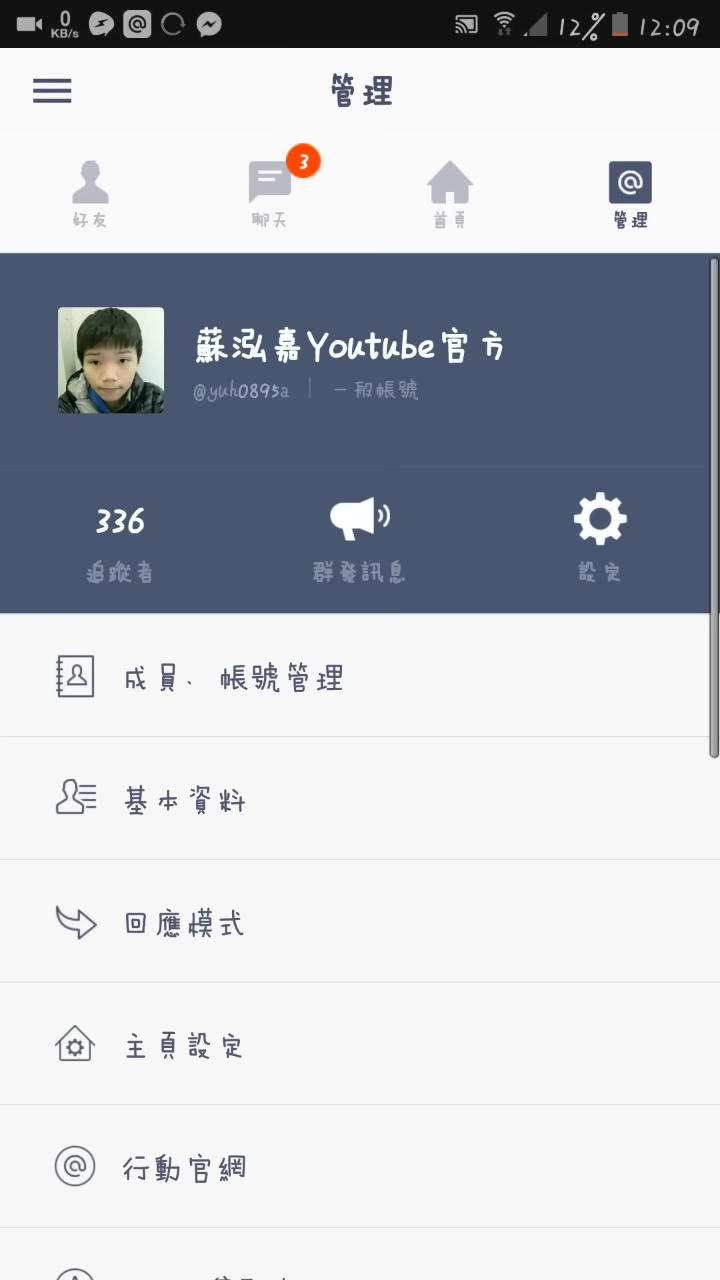 0 KB/s 12% 12:09
管理
3
好友 聊天 首頁 管理
蘇泓嘉Youtube官方
@yuh0895a | 一般帳號
336
追蹤者 群發訊息 設定
成員、帳號管理
基本資料
回應模式
主頁設定
行動官網